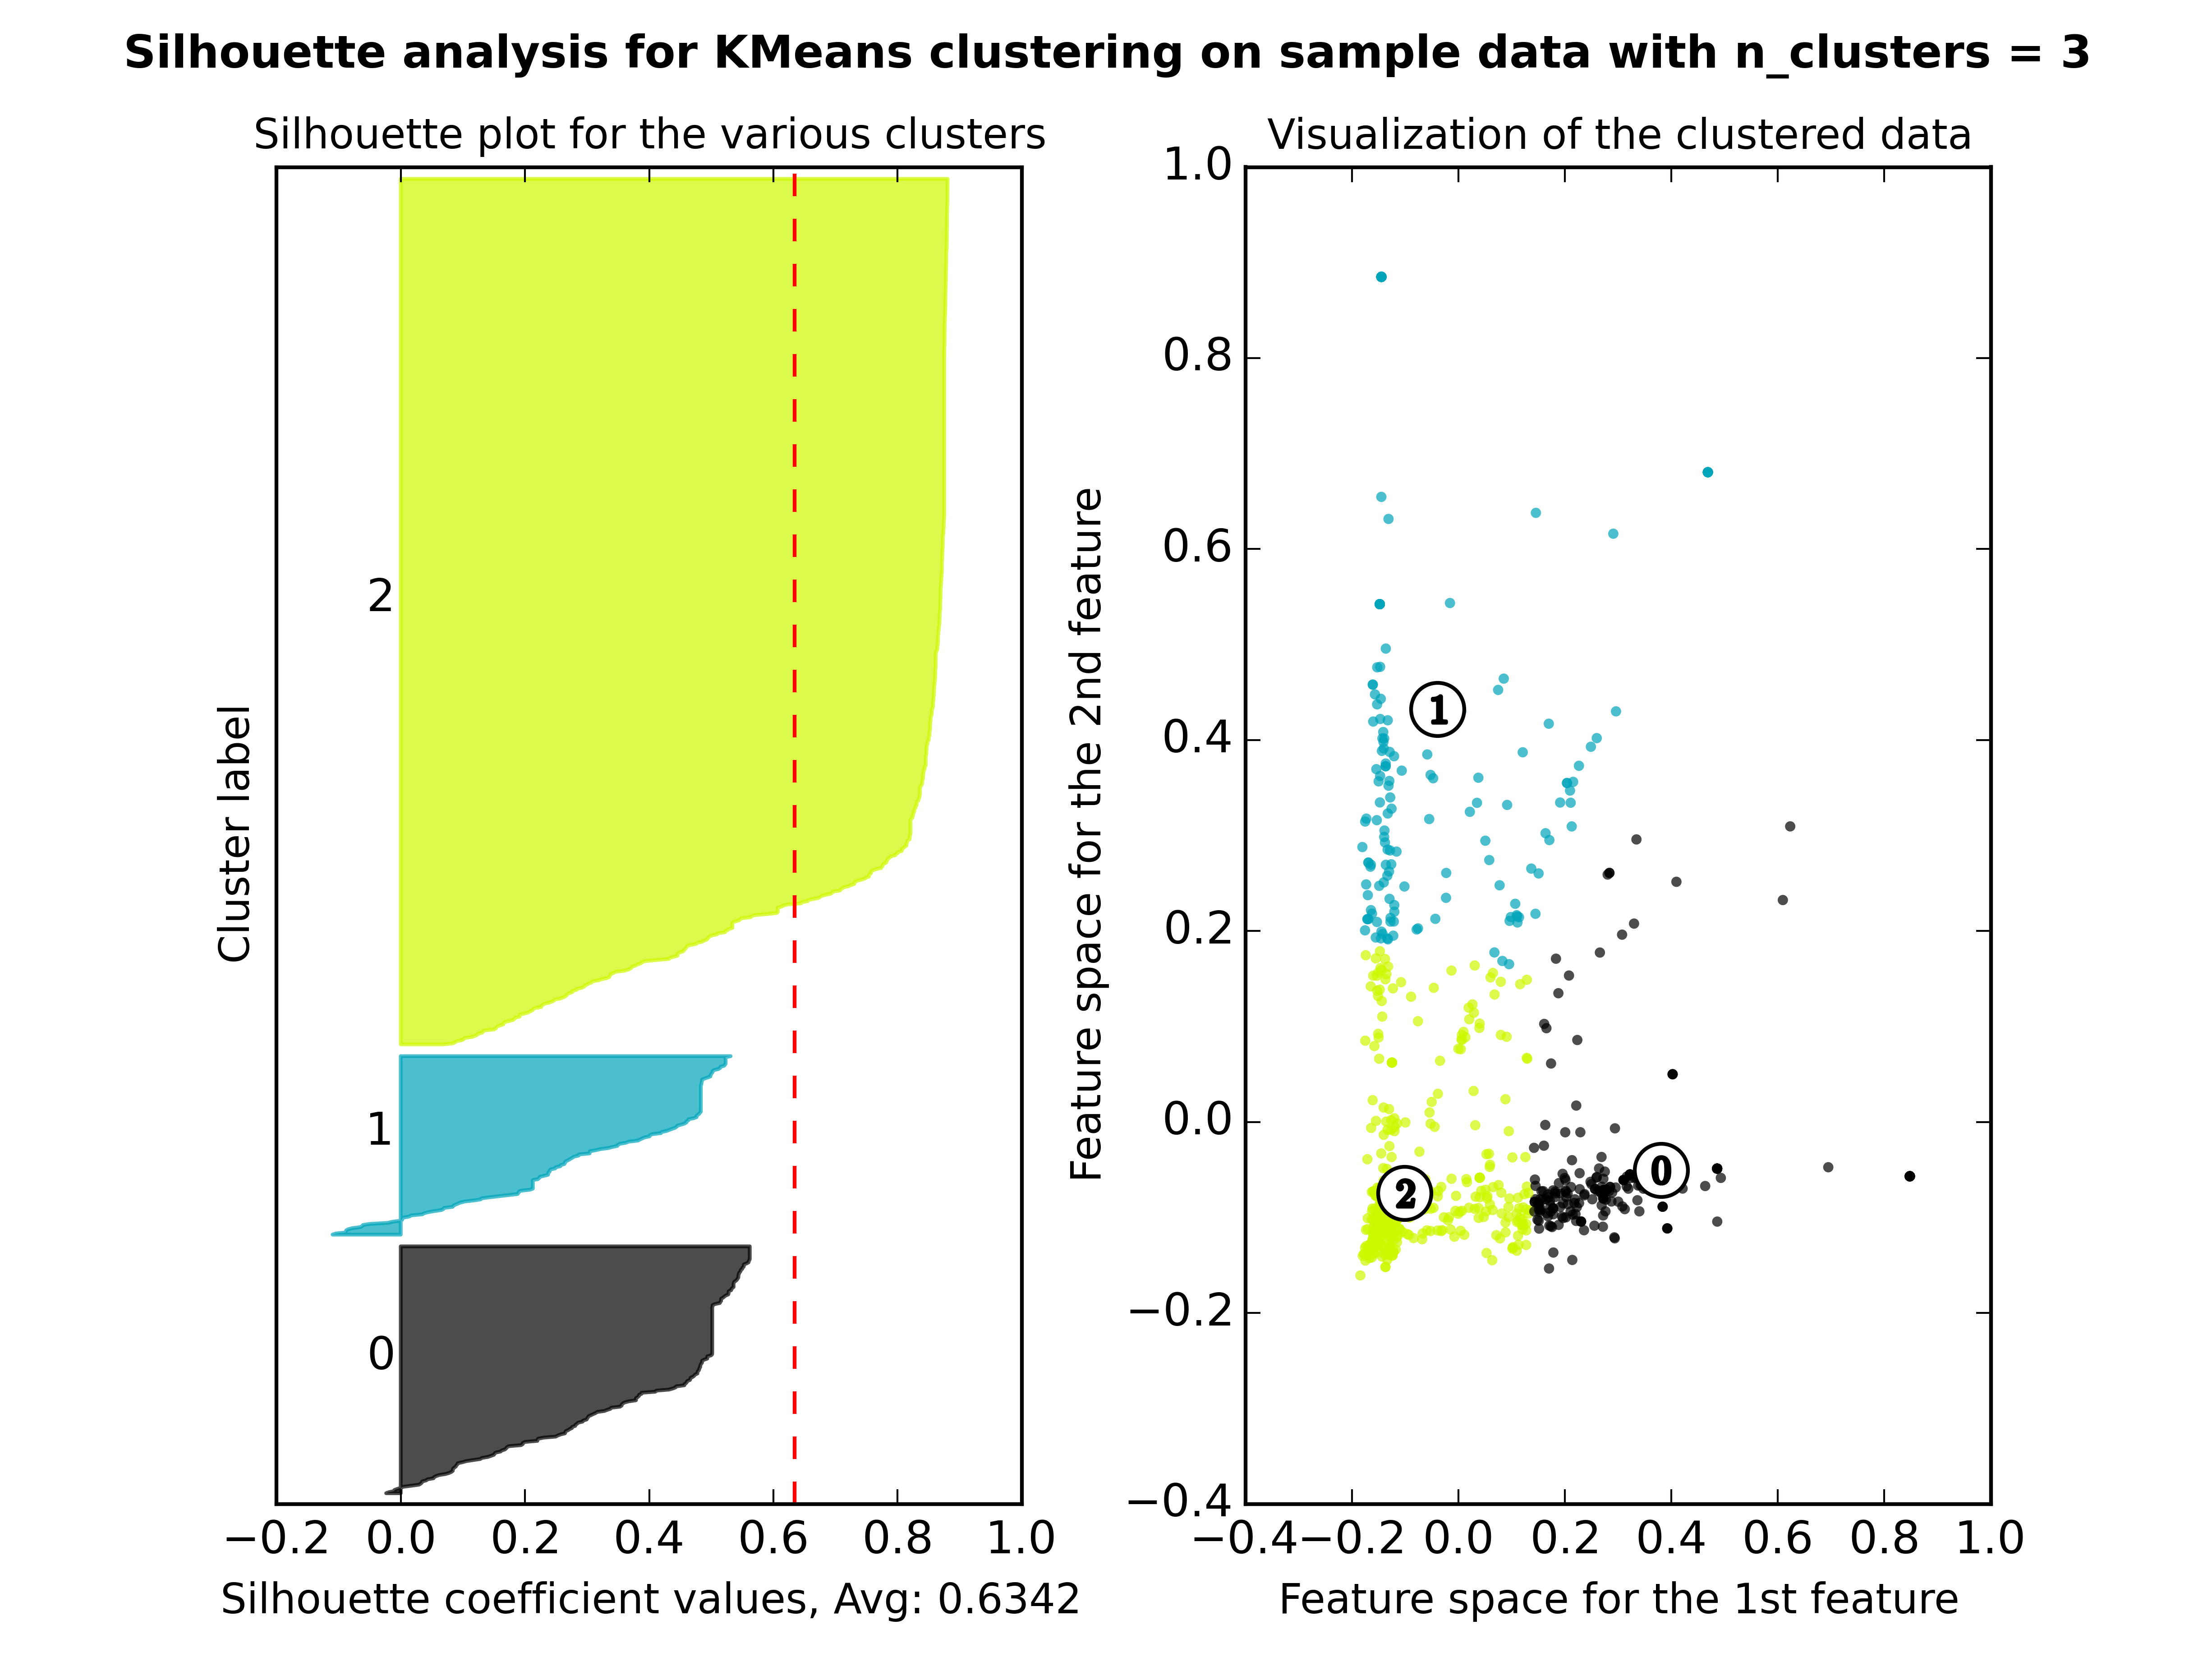 Silhouette analysis for KMeans clustering on sample data with n_clusters = 3
Silhouette plot for the various clusters
Cluster label
2
1
0
−0.2 0.0 0.2 0.4 0.6 0.8 1.0
Silhouette coefficient values, Avg: 0.6342
Visualization of the clustered data
Feature space for the 2nd feature
1.0
0.8
0.6
0.4
0.2
0.0
−0.2
−0.4
1
0
2
−0.4 −0.2 0.0 0.2 0.4 0.6 0.8 1.0
Feature space for the 1st feature